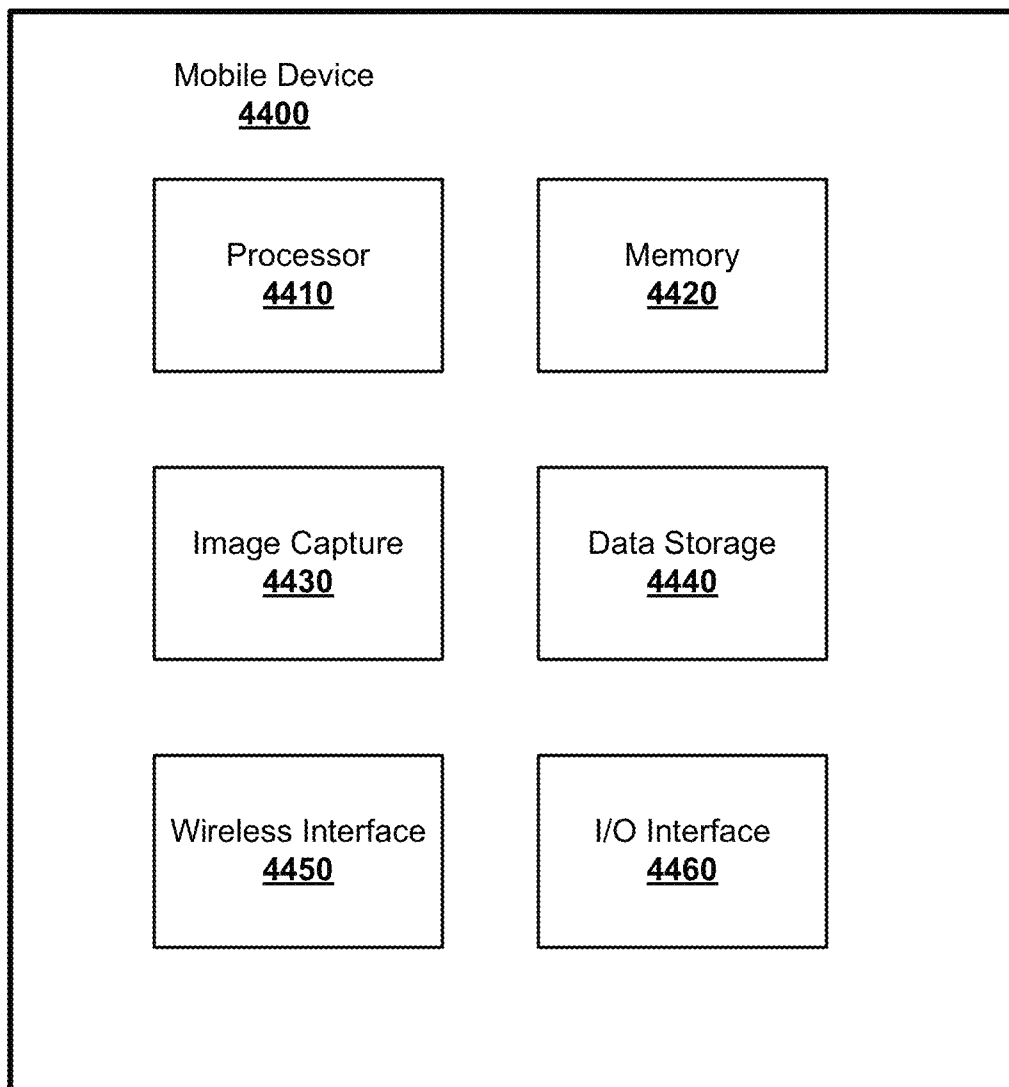 Mobile Device
4400
Processor
4410
Memory
4420
Image Capture
4430
Data Storage
4440
Wireless Interface
4450
I/O Interface
4460